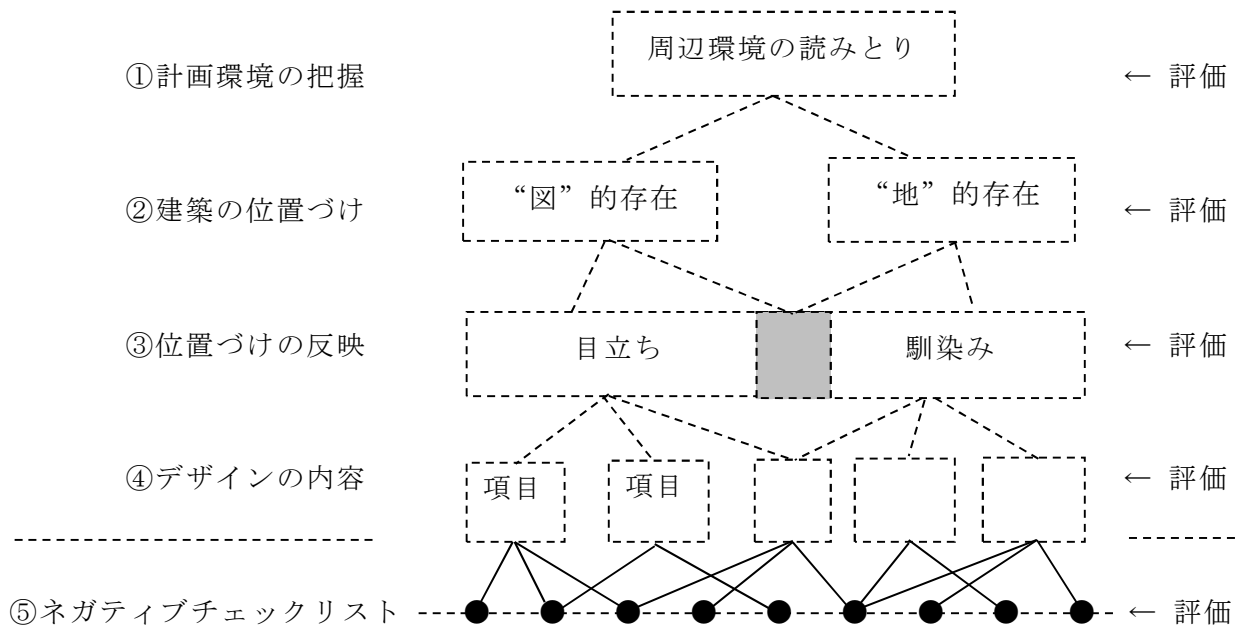 周辺環境の読みとり
①計画環境の把握
← 評価
“図”的存在
“地”的存在
②建築の位置づけ
← 評価
③位置づけの反映
目立ち
馴染み
← 評価
④デザインの内容
項目
項目
← 評価
⑤ネガティブチェックリスト
← 評価